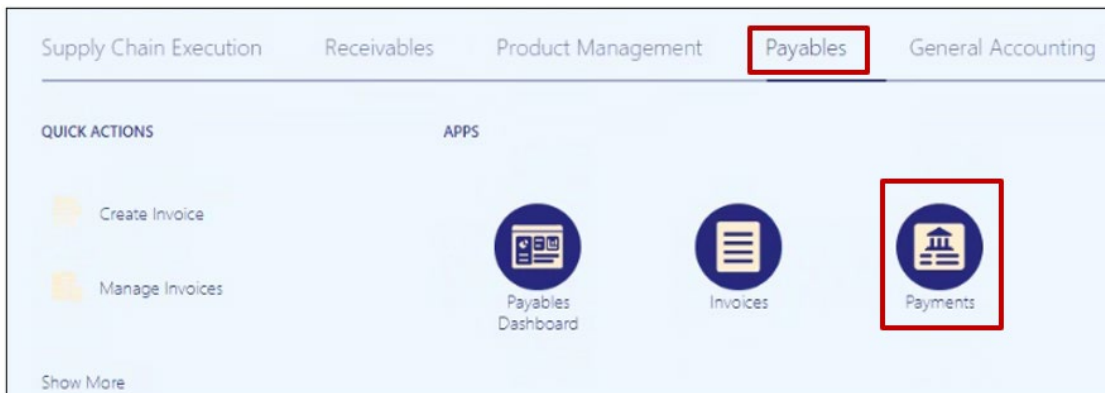 Supply Chain Execution Receivables Product Management Payables General Accounting
QUICK ACTIONS
APPS
Create Invoice
Manage Invoices
Payables
Dashboard
Invoices
Payments
Show More